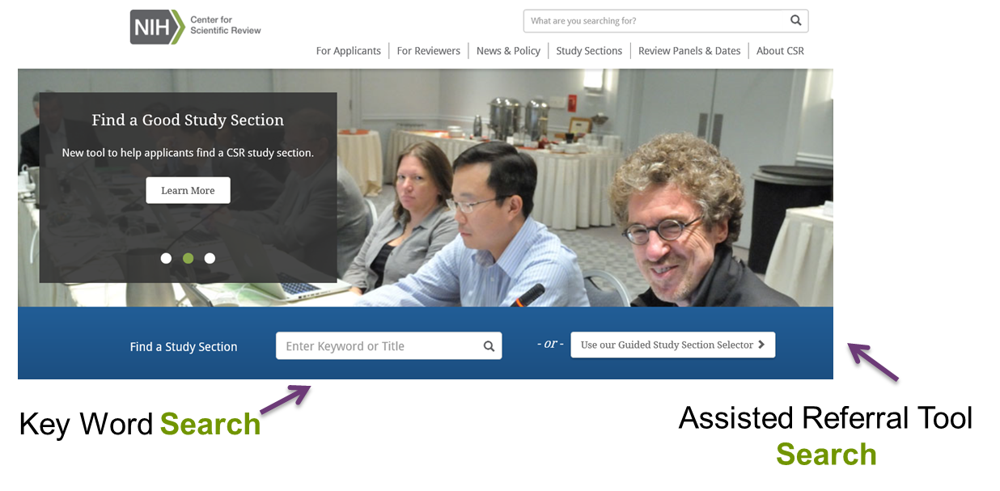 NIH
Center for
Scientific Review
What are you searching for?
For Applicants
For Reviewers
News & Policy
Study Sections
Review Panels & Dates
About CSR
Find a Good Study Section
New tool to help applicants find a CSR study section.
Learn More
Find a Study Section
Enter Keyword or Title
- or -
Use our Guided Study Section Selector
Key Word Search
Assisted Referral Tool
Search